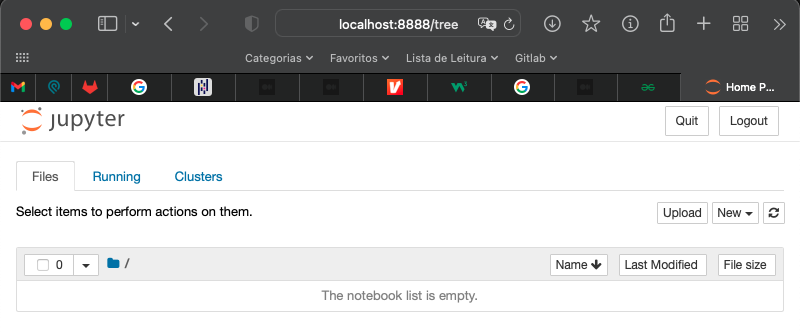 localhost:8888/tree
Categorias Favoritos Lista de Leitura Gitlab
Home P...
jupyter Quit Logout
Files Running Clusters
Select items to perform actions on them. Upload New
0 / Name Last Modified File size
The notebook list is empty.